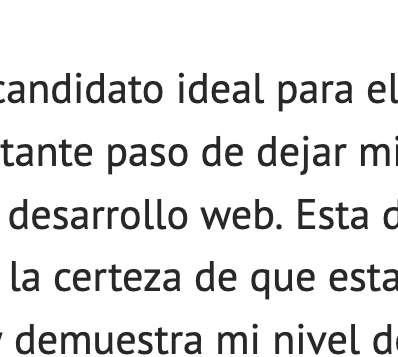 candidato ideal para el
tante paso de dejar mi
desarrollo web. Esta d
la certeza de que esta
y demuestra mi nivel de